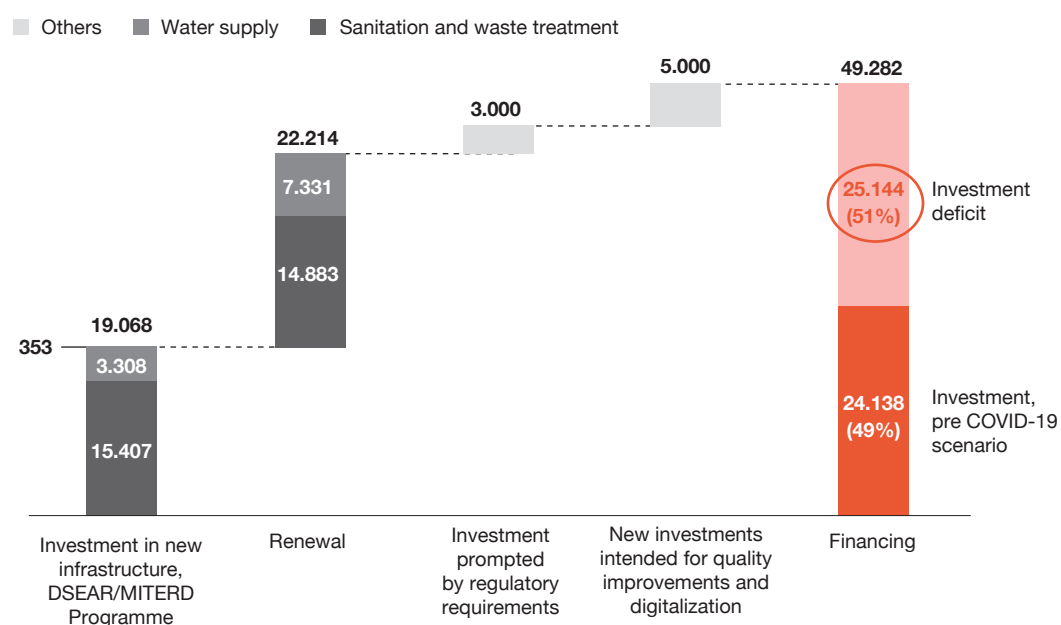 Others
Water supply
Sanitation and waste treatment
353
19.068
3.308
15.407
22.214
7.331
14.883
3.000
5.000
49.282
25.144
(51%)
24.138
(49%)
Investment
deficit
Investment,
pre COVID-19
scenario
Investment in new
infrastructure,
DSEAR/MITERD
Programme
Renewal
Investment
prompted
by regulatory
requirements
New investments
intended for quality
improvements and
digitalization
Financing